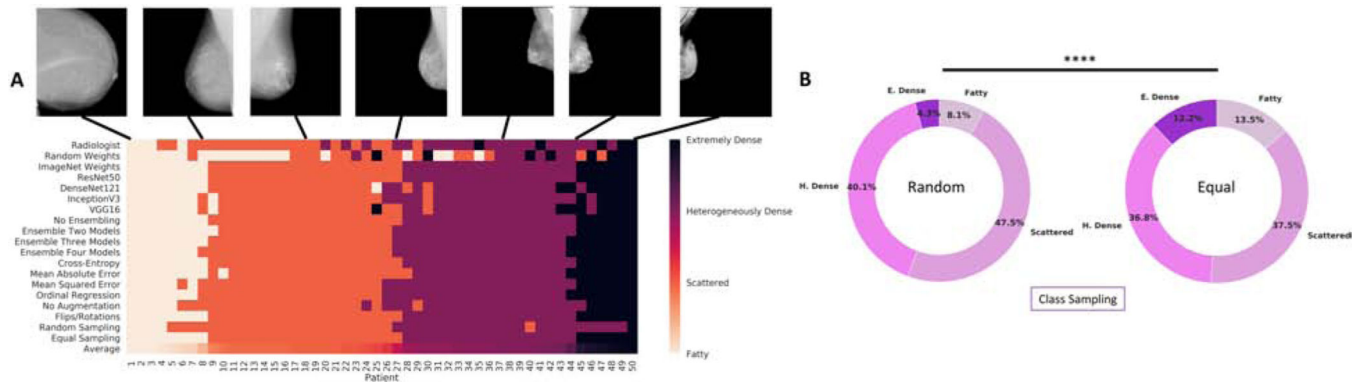 A
Radiologist
Random Weights
ImageNet Weights
ResNet50
DenseNet121
InceptionV3
VGG16
No Ensembling
Ensemble Two Models
Ensemble Three Models
Ensemble Four Models
Cross-Entropy
Mean Absolute Error
Mean Squared Error
Ordinal Regression
No Augmentation
Flips/Rotations
Random Sampling
Equal Sampling
Average
1 2 3 4 5 6 7 8 9 10 11 12 13 14 15 16 17 18 19 20 21 22 23 24 25 26 27 28 29 30 31 32 33 34 35 36 37 38 39 40 41 42 43 44 45 46 47 48 49 50
Patient
Extremely Dense
Heterogeneously Dense
Scattered
Fatty
B
****
E. Dense
Fatty
4.3%
8.1%
H. Dense
40.1%
Random
47.5%
Scattered
E. Dense
Fatty
12.2%
13.5%
Equal
H. Dense
36.8%
37.5%
Scattered
Class Sampling